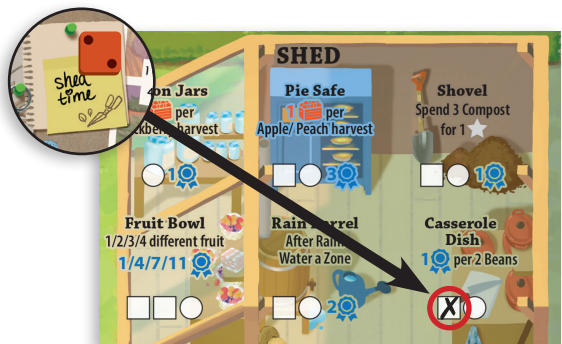 shed
time
SHED
on Jars
per
ckberry harvest
1
Pie Safe
1 per
Apple/ Peach harvest
3
Shovel
Spend 3 Compost
for 1
1
Fruit Bowl
1/2/3/4 different fruit
1/4/7/11
Rain Barrel
After Rain
Water a Zone
2
Casserole
Dish
1 per 2 Beans
X